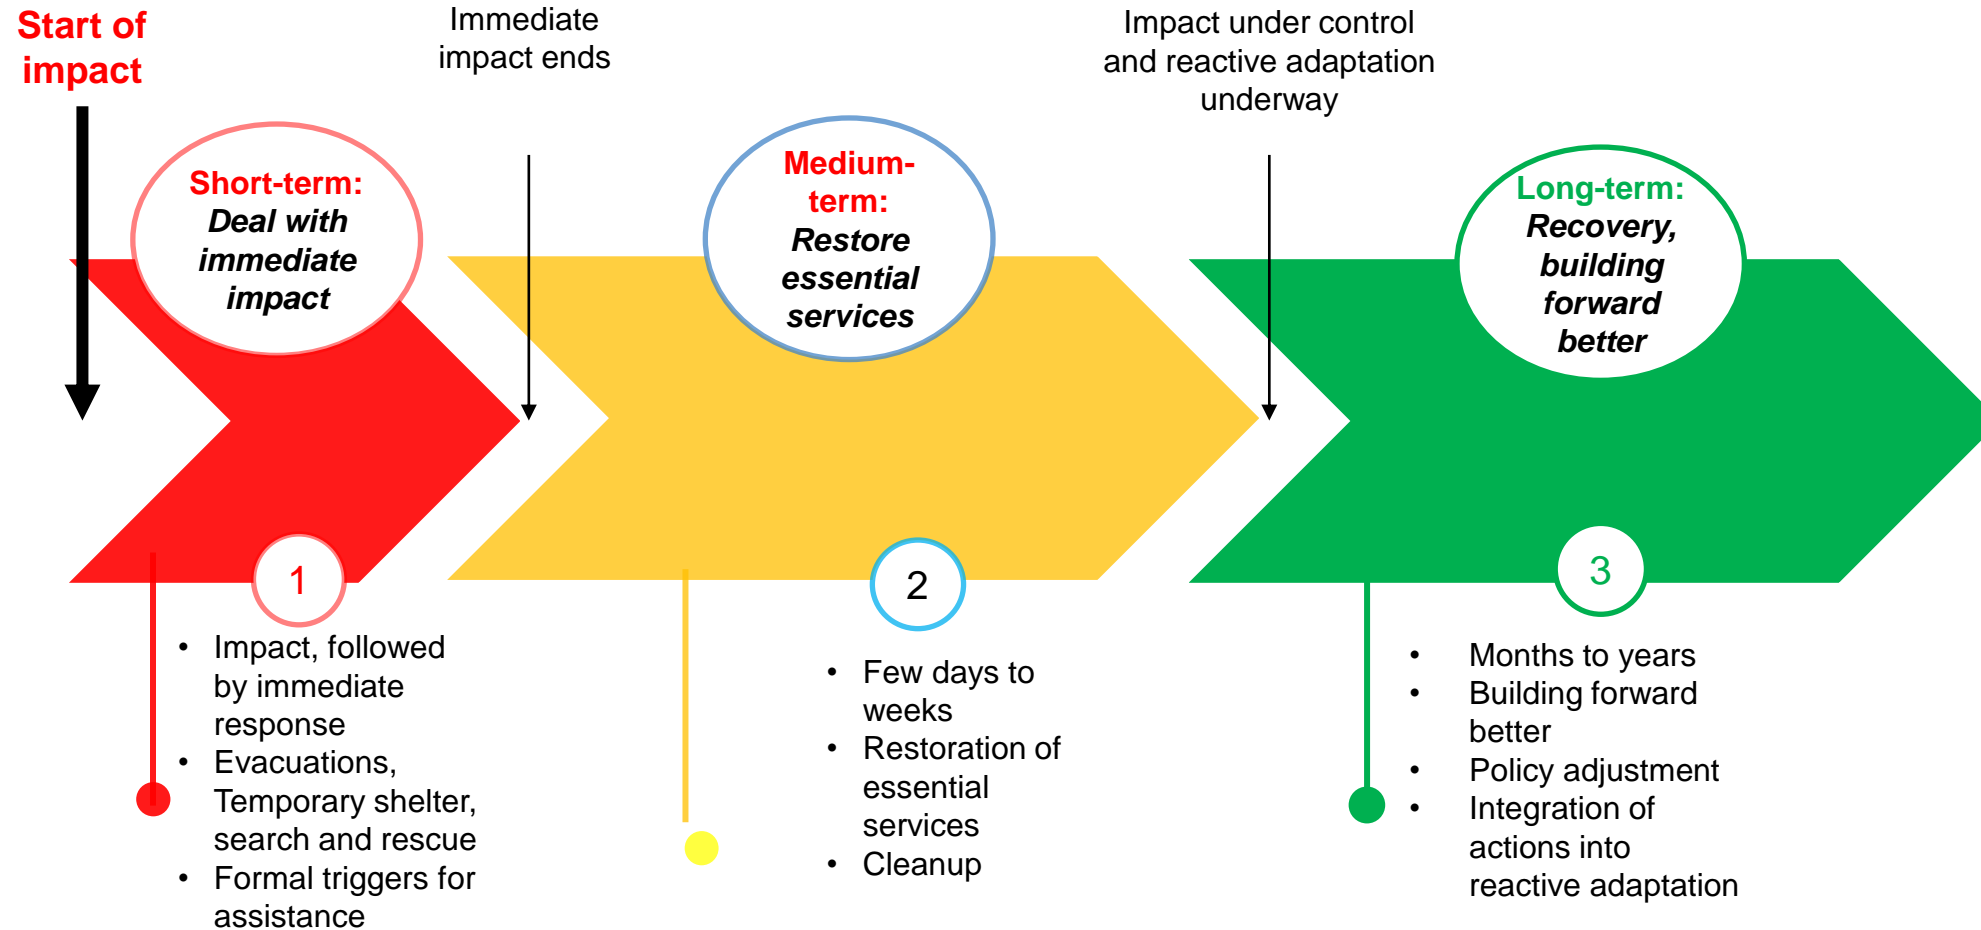 Start of
impact
Immediate
impact ends
Impact under control
and reactive adaptation
underway
Short-term:
Deal with
immediate
impact
Medium-
term:
Restore
essential
services
Long-term:
Recovery,
building
forward
better
1
2
3
• Impact, followed
by immediate
response
• Evacuations,
Temporary shelter,
search and rescue
• Formal triggers for
assistance
• Few days to
weeks
• Restoration of
essential
services
• Cleanup
• Months to years
• Building forward
better
• Policy adjustment
• Integration of
actions into
reactive adaptation